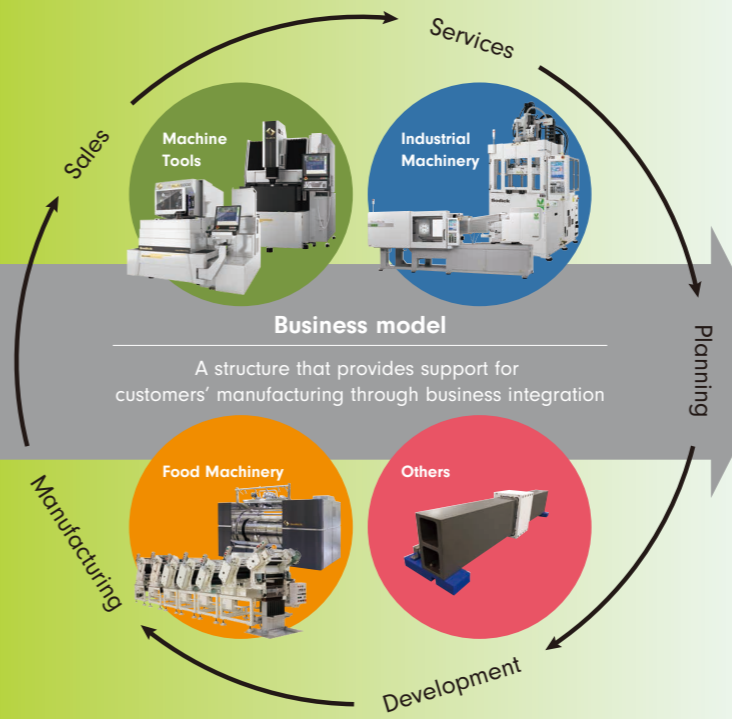 Services
Sales
Machine
Tools
Industrial
Machinery
Business model
A structure that provides support for
customers’ manufacturing through business integration
Planning
Food Machinery
Others
Manufacturing
Development